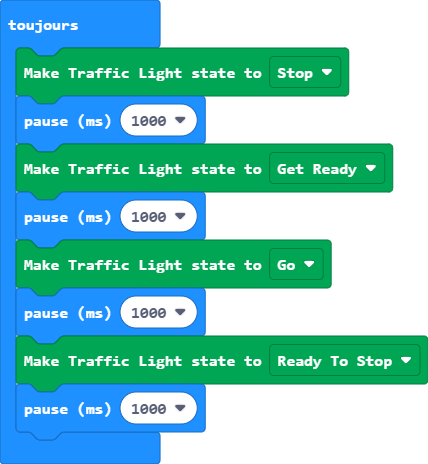 toujours
Make Traffic Light state to Stop
pause (ms) 1000
Make Traffic Light state to Get Ready
pause (ms) 1000
Make Traffic Light state to Go
pause (ms) 1000
Make Traffic Light state to Ready To Stop
pause (ms) 1000